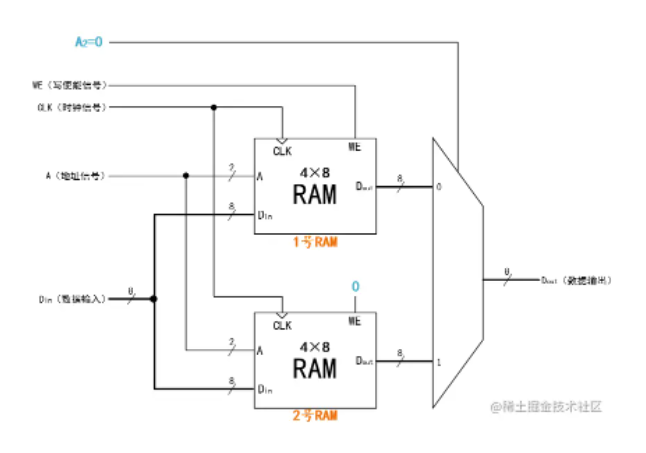 A₂=0
WE（写使能信号）
CLK（时钟信号）
CLK
WE
4×8
RAM
2
A
A（地址信号）
8
Din
Dout
8
0
1号RAM
Din（数据输入）
8
8
Dout（数据输出）
0
CLK
WE
4×8
RAM
2
A
8
Din
Dout
8
1
2号RAM
@稀土掘金技术社区